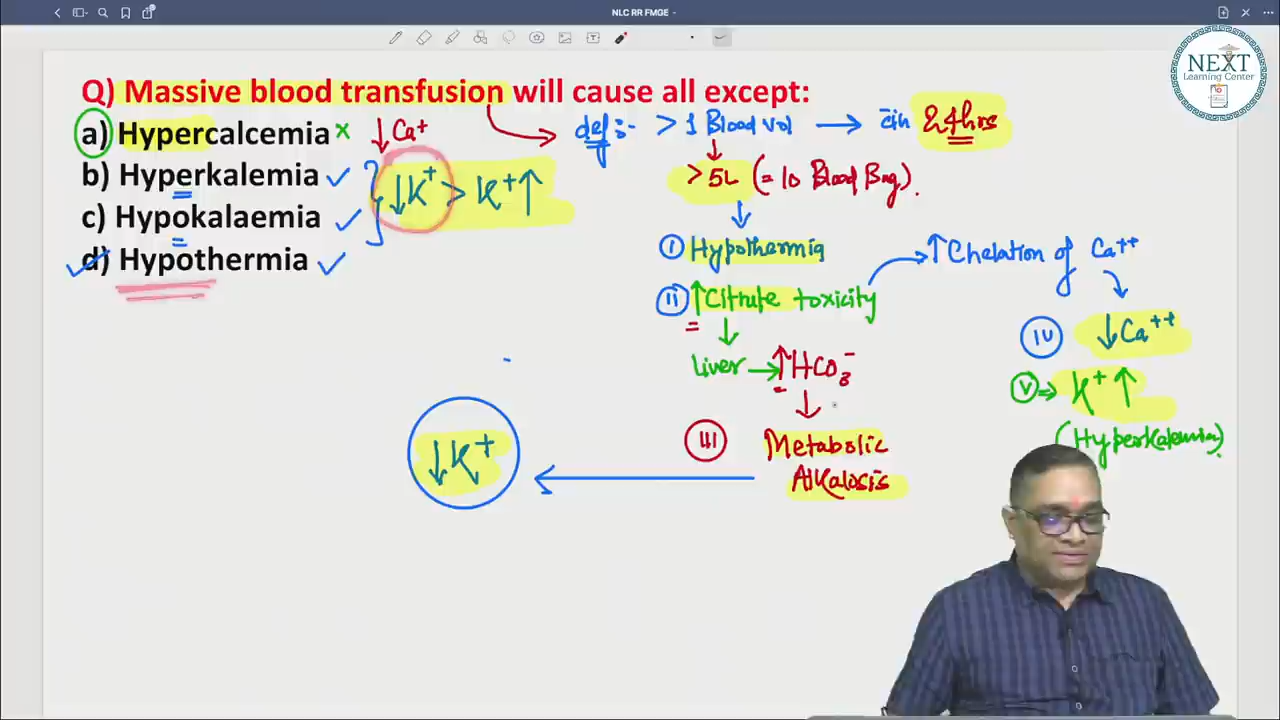 NLC RR FMGE
NEXT
Learning Center
Q) Massive blood transfusion will cause all except:
a) Hypercalcemia x ↓ Ca+
b) Hyperkalemia ✓
c) Hypokalaemia ✓
d) Hypothermia ✓
↓K+ > K+↑
def:- > 1 Blood vol → c̄in 24hrs
↓
> 5L (= 10 Blood Bag).
↓
i Hypothermia
ii ↑Citrate toxicity → ↑Chelation of Ca++
↓
liver → ↑HCO3-
↓
iii Metabolic
Alkalosis
↓K+
iv ↓Ca++
v ⇒ K+ ↑
(Hyperkalemia)